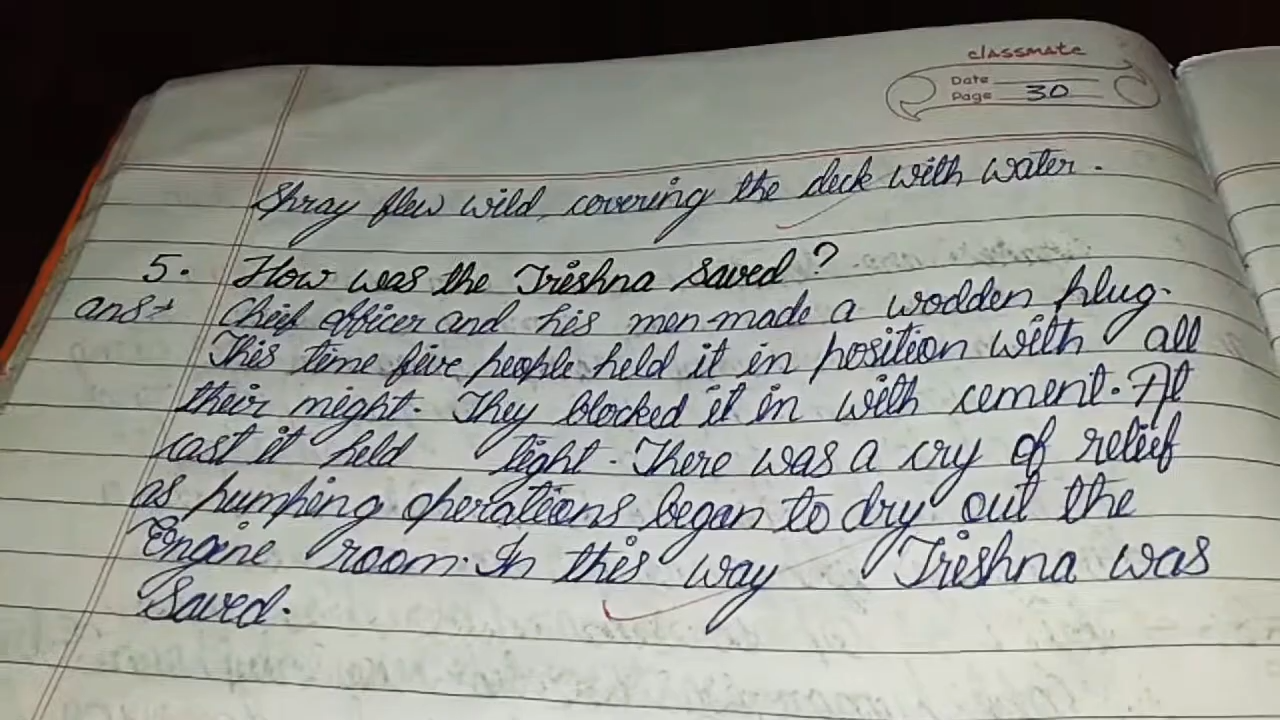 classmate
Date
Page 30
Spray flew wild, covering the deck with water.
5. How was the Trishna saved?
ans→ Chief officer and his men made a wodden plug.
This time five people held it in position with all
their might. They blocked it in with cement. At
last it held tight. There was a cry of relief
as pumping operations began to dry out the
Engine room. In this way Trishna was
Saved.